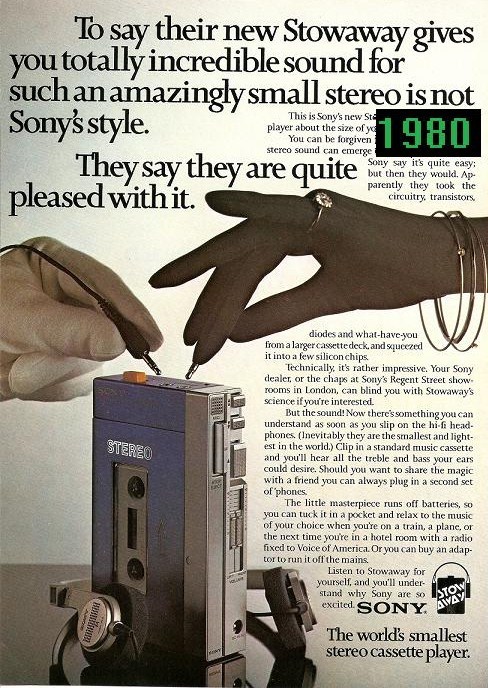 To say their new Stowaway gives
you totally incredible sound for
such an amazingly small stereo is not
Sony's style.
They say they are quite
pleased with it.
1980
This is Sony's new
player about the size of
You can be forgiven
stereo sound can emerge
Sony say it's quite easy;
but then they would. Ap-
parently they took the
circuitry, transistors,
diodes and what-have-you
from a larger cassette deck, and squeezed
it into a few silicon chips.
Technically, it's rather impressive. Your Sony
dealer, or the chaps at Sony's Regent Street show-
rooms in London, can blind you with Stowaway's
science if you're interested.
But the sound! Now there's something you can
understand as soon as you slip on the hi-fi head-
phones. (Inevitably they are the smallest and light-
est in the world.) Clip in a standard music cassette
and you'll hear all the treble and bass your ears
could desire. Should you want to share the magic
with a friend you can always plug in a second set
of 'phones.
The little masterpiece runs off batteries, so
you can tuck it in a pocket and relax to the music
of your choice when you're on a train, a plane, or
the next time you're in a hotel room with a radio
fixed to Voice of America. Or you can buy an adap-
tor to run it off the mains.
Listen to Stowaway for
yourself, and you'll under-
stand why Sony are so
excited. SONY.
STOW
AWAY
The world's smallest
stereo cassette player.
STEREO
VOLUME
SONY